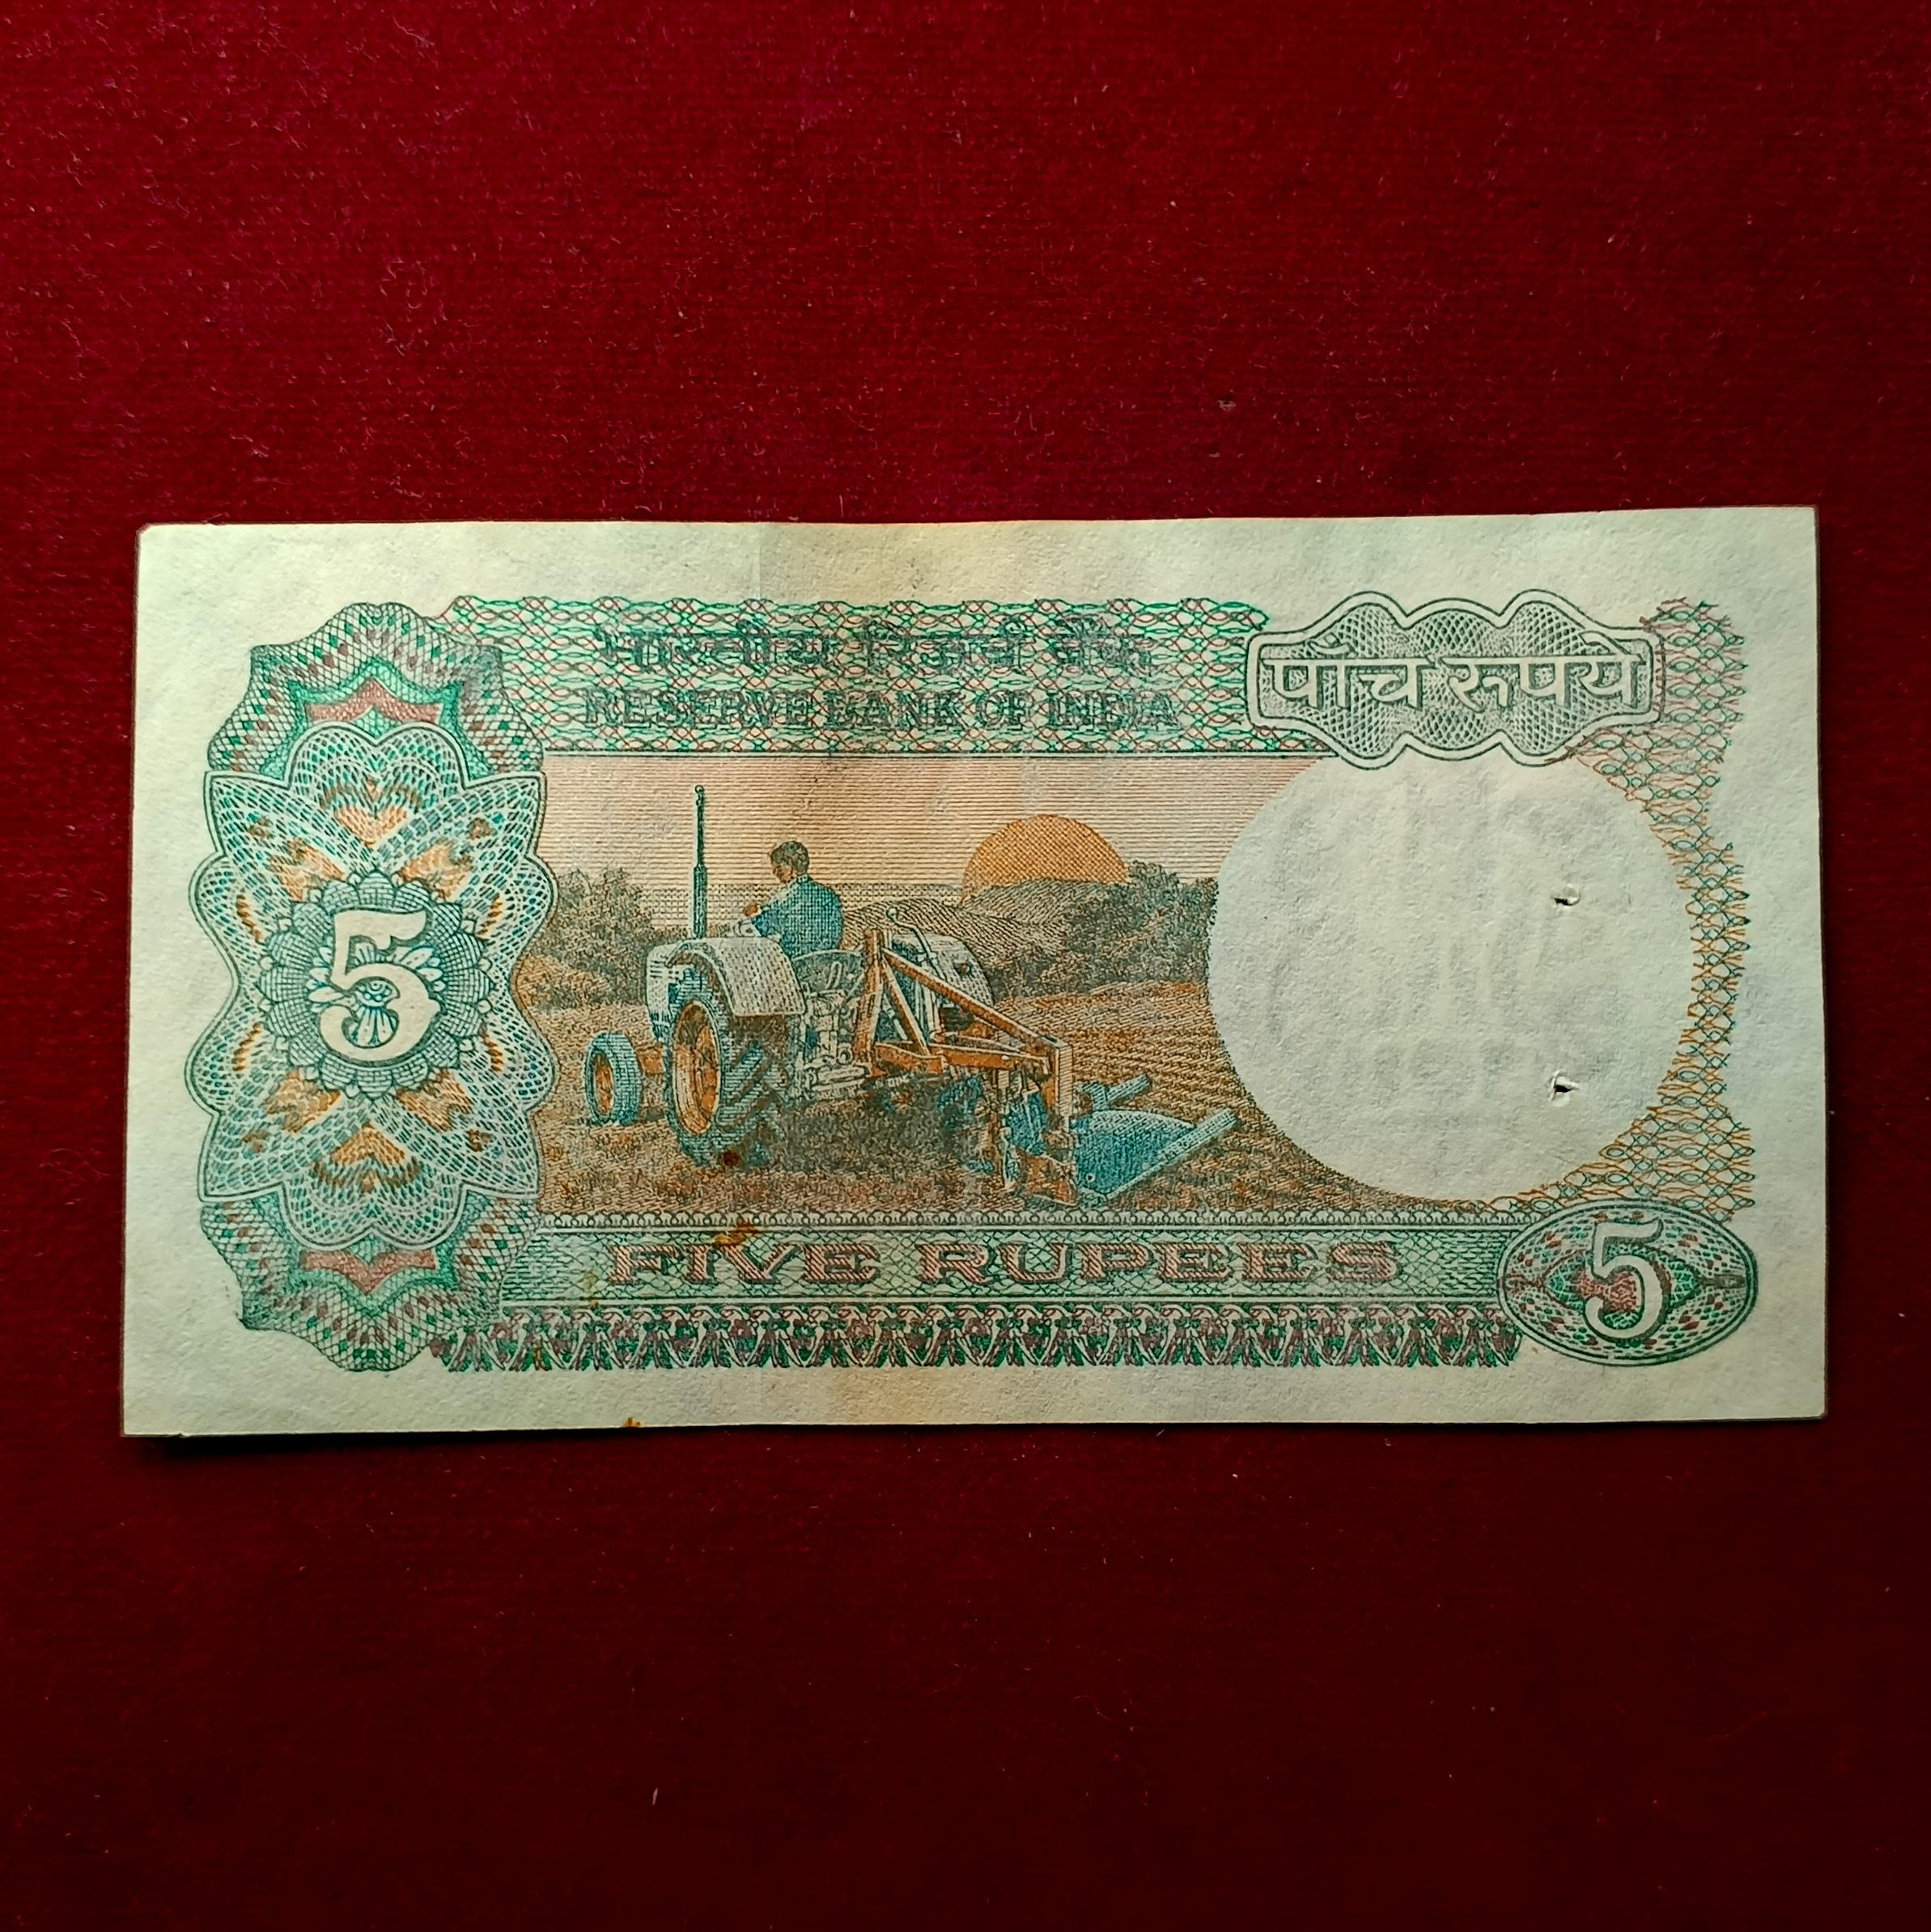 भारतीय रिज़र्व बैंक
RESERVE BANK OF INDIA
पाँच रुपये
5
FIVE RUPEES
5